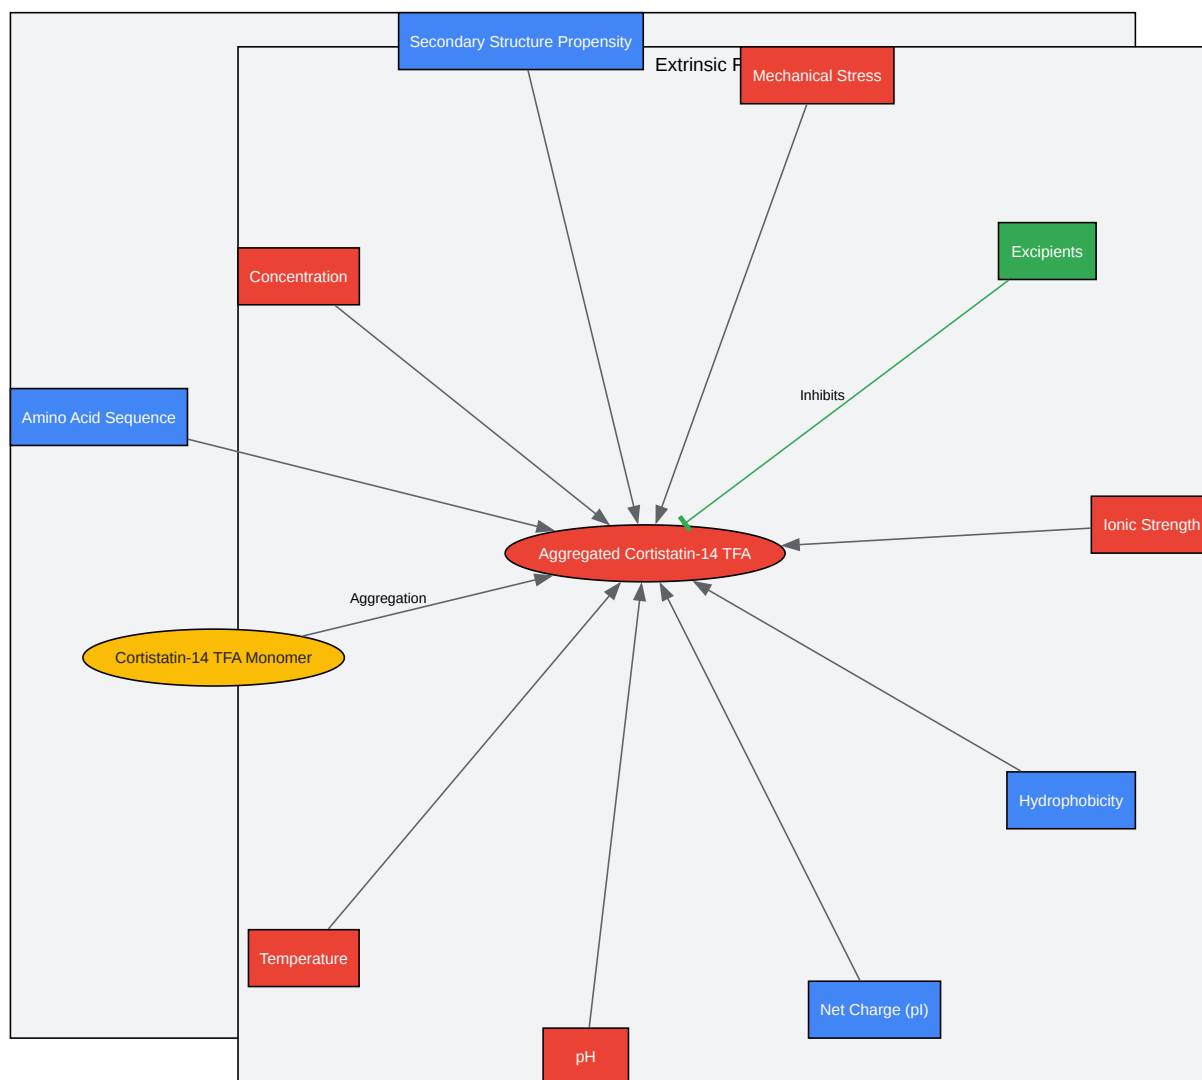 Secondary Structure Propensity
Extrinsic
Mechanical Stress
Excipients
Concentration
Inhibits
Amino Acid Sequence
Ionic Strength
Aggregated Cortistatin-14 TFA
Aggregation
Cortistatin-14 TFA Monomer
Hydrophobicity
Temperature
Net Charge (pI)
pH